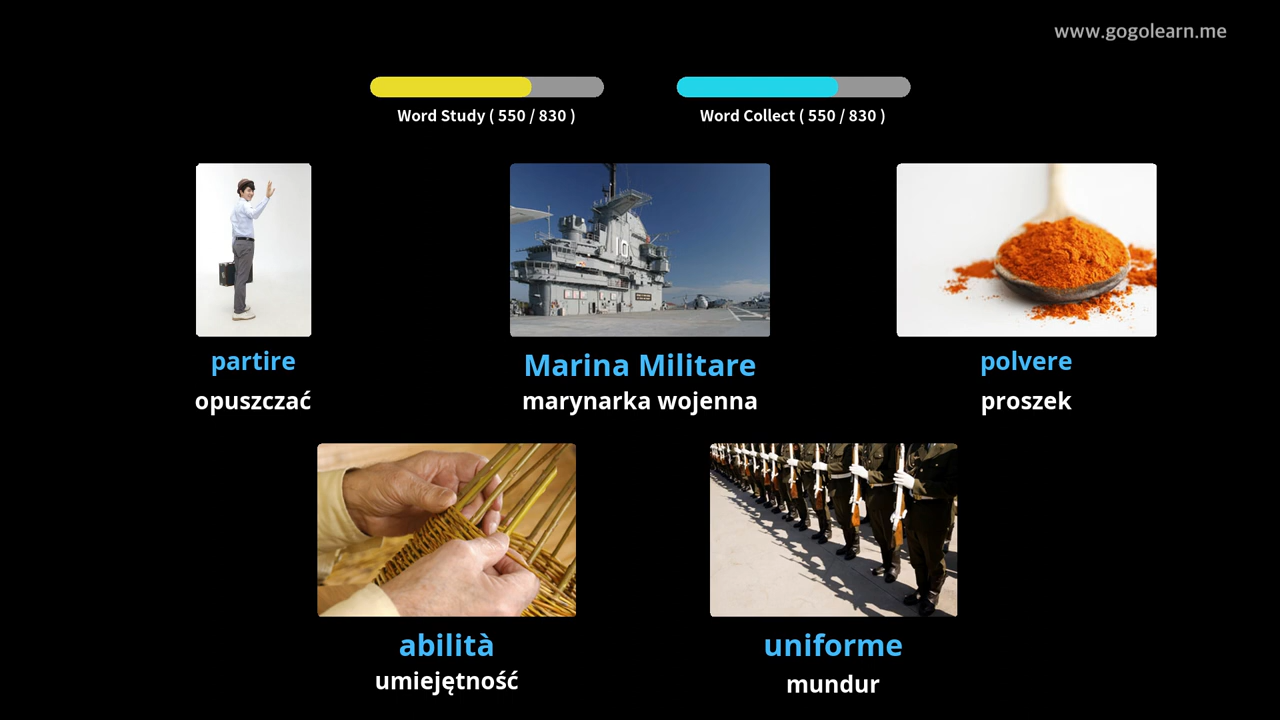 www.gogolearn.me
Word Study ( 550 / 830 )
Word Collect ( 550 / 830 )
10
partire
opuszczać
Marina Militare
marynarka wojenna
polvere
proszek
abilità
umiejętność
uniforme
mundur